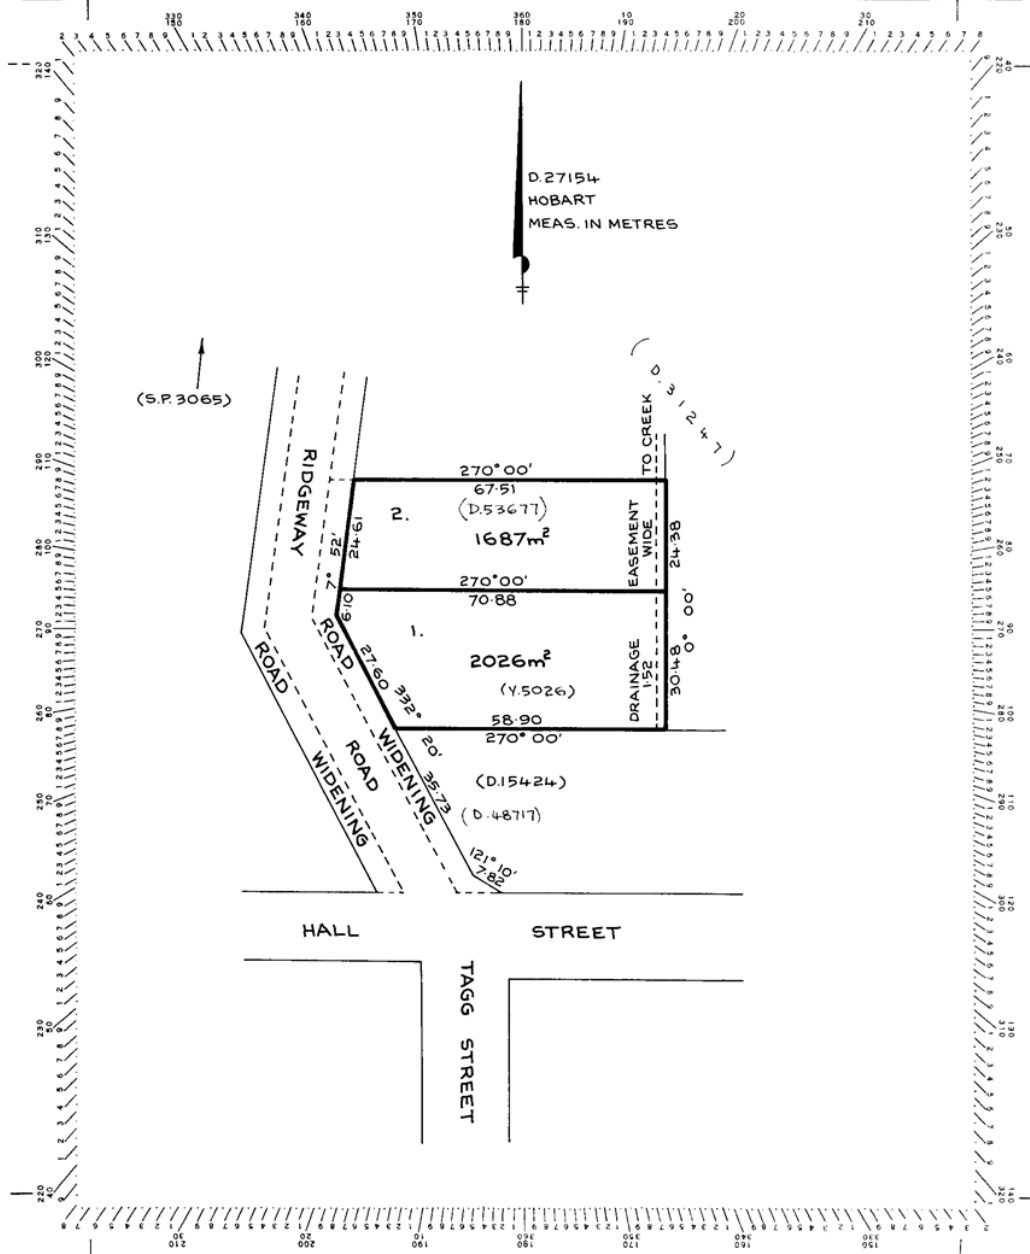 D.27154
HOBART
MEAS. IN METRES
(S.P.3065)
(D.31247)
RIDGEWAY
ROAD
270° 00'
67.51
(D.53677)
2.
1687m²
7° 52'
24.61
EASEMENT
WIDE
TO CREEK
24.38
270° 00'
70.88
6.10
1.
2026m²
(Y.5026)
DRAINAGE
1.52
30.48
0° 00'
27.60
332° 20'
58.90
270° 00'
ROAD
WIDENING
ROAD
WIDENING
35.73
(D.15424)
(D.48717)
121° 10'
7.82
HALL
STREET
TAGG STREET